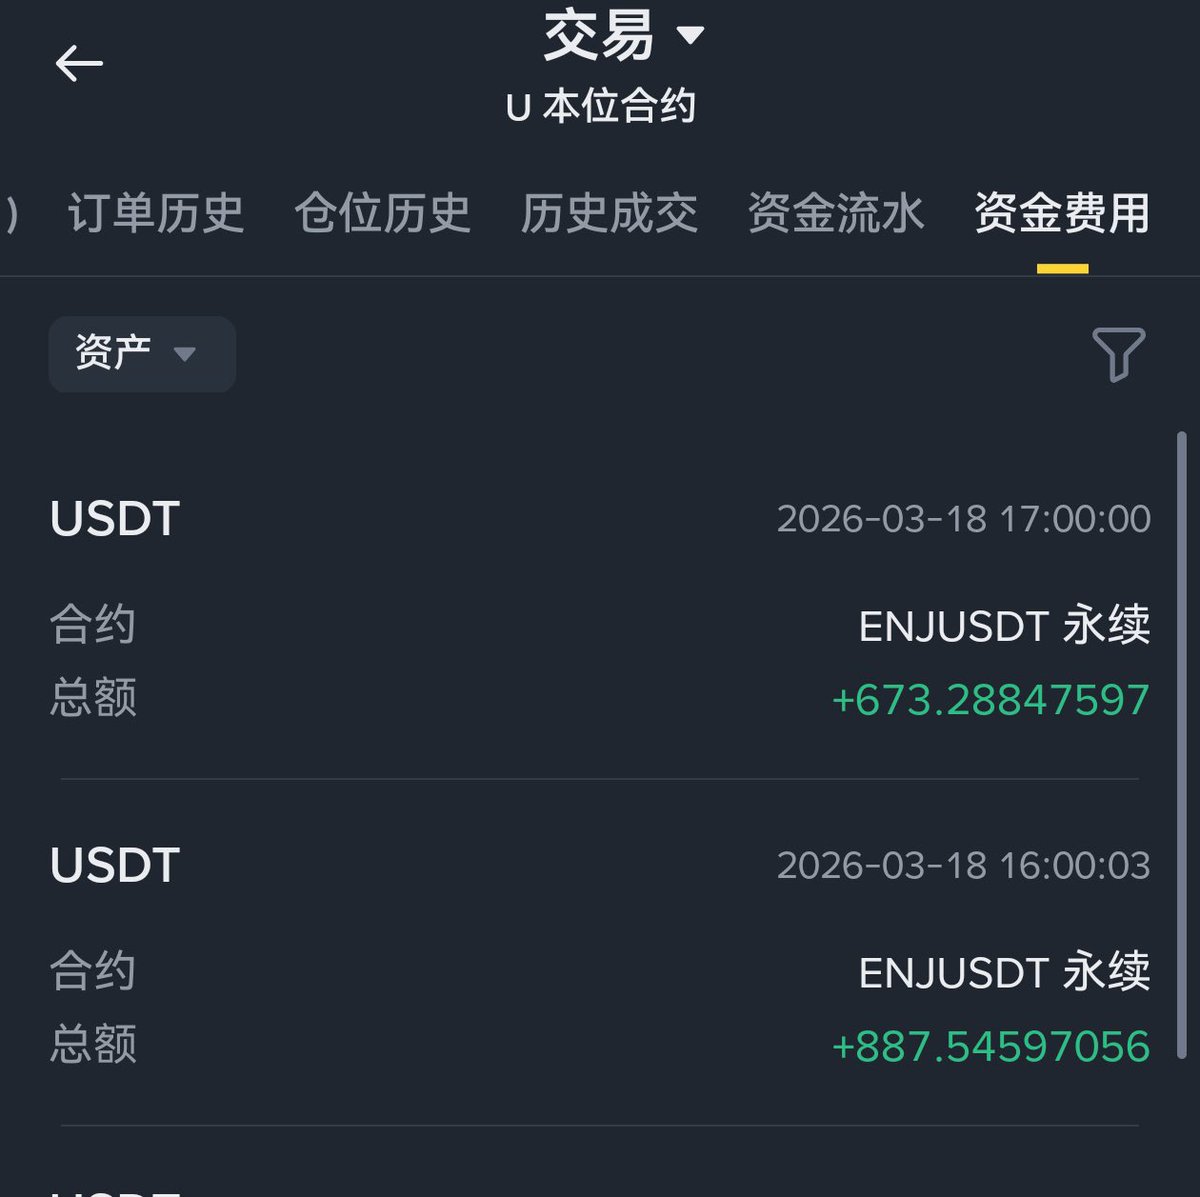 交易
U 本位合约
) 订单历史 仓位历史 历史成交 资金流水 资金费用
资产
USDT 2026-03-18 17:00:00
合约 ENJUSDT 永续
总额 +673.28847597
USDT 2026-03-18 16:00:03
合约 ENJUSDT 永续
总额 +887.54597056